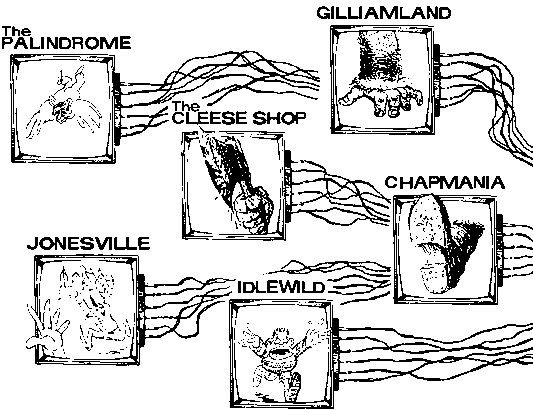 GILLIAMLAND
The
PALINDROME
The
CLEESE SHOP
CHAPMANIA
JONESVILLE
IDLEWILD